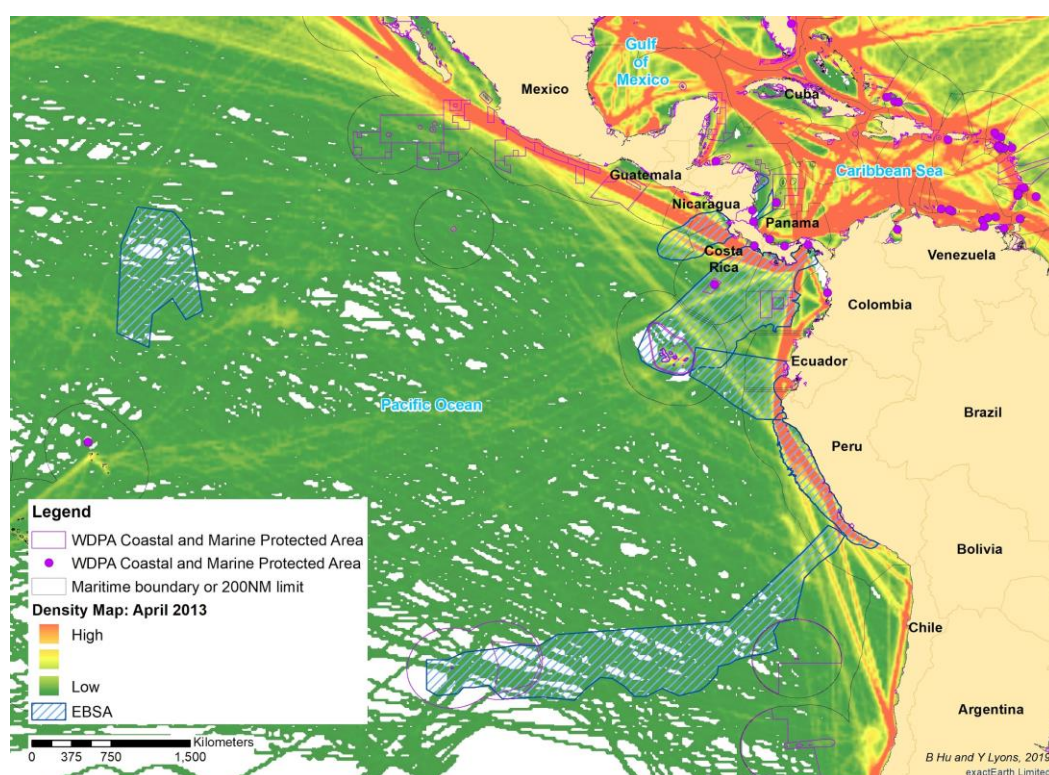 Gulf
of
Mexico
Mexico
Cuba
Guatemala
Caribbean Sea
Nicaragua
Panama
Costa
Rica
Venezuela
Colombia
Ecuador
Pacific Ocean
Brazil
Peru
Bolivia
Chile
Argentina
Legend
WDPA Coastal and Marine Protected Area
WDPA Coastal and Marine Protected Area
Maritime boundary or 200NM limit
Density Map: April 2013
High
Low
EBSA
Kilometers
0 375 750 1,500
B Hu and Y Lyons, 2019
exactEarth Limited